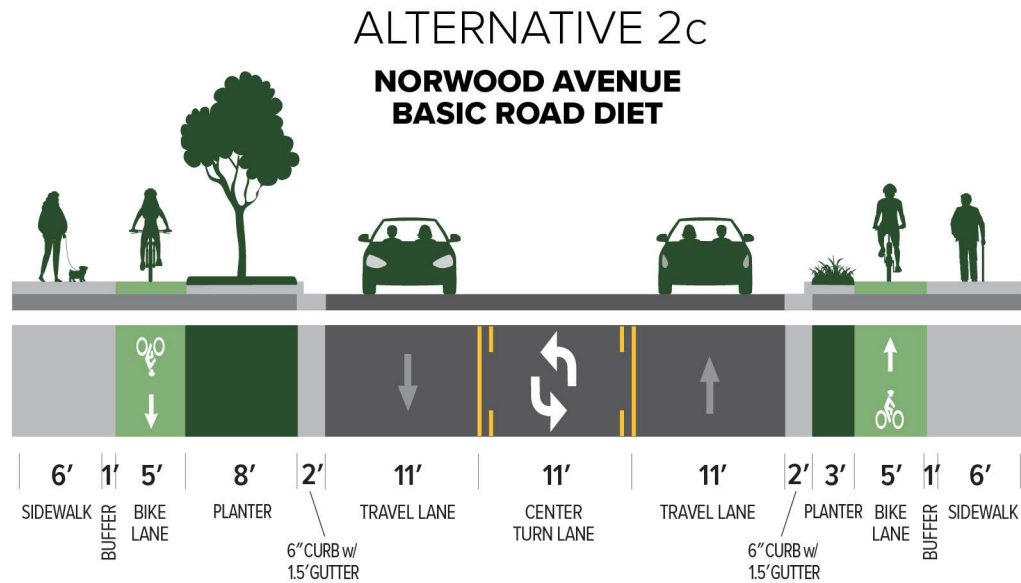 ALTERNATIVE 2c
NORWOOD AVENUE
BASIC ROAD DIET
6′ 1′ 5′ 8′ 2′ 11′ 11′ 11′ 2′ 3′ 5′ 1′ 6′
SIDEWALK BUFFER BIKE PLANTER TRAVEL LANE CENTER TRAVEL LANE PLANTER BIKE BUFFER SIDEWALK
LANE TURN LANE LANE
6″ CURB w/ 6″ CURB w/
1.5′ GUTTER 1.5′ GUTTER